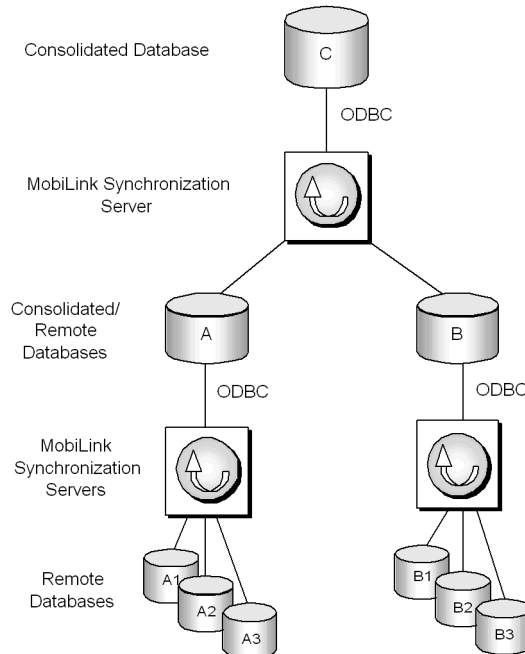 C
Consolidated Database
ODBC
MobiLink Synchronization
Server
Consolidated/
Remote
Databases
A
B
ODBC
ODBC
MobiLink
Synchronization
Servers
Remote
Databases
A1
A2
A3
B1
B2
B3